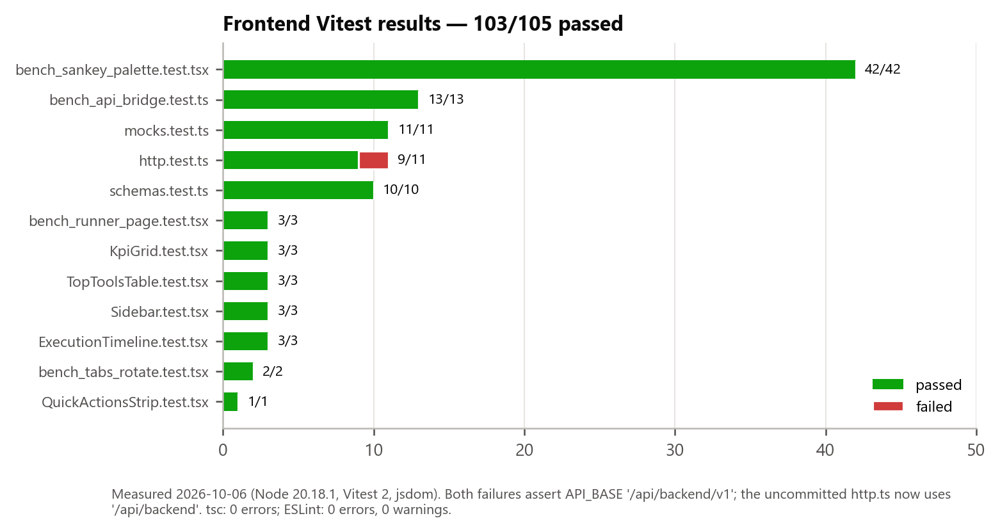 Frontend Vitest results — 103/105 passed
bench_sankey_palette.test.tsx 42/42
bench_api_bridge.test.ts 13/13
mocks.test.ts 11/11
http.test.ts 9/11
schemas.test.ts 10/10
bench_runner_page.test.tsx 3/3
KpiGrid.test.tsx 3/3
TopToolsTable.test.tsx 3/3
Sidebar.test.tsx 3/3
ExecutionTimeline.test.tsx 3/3
bench_tabs_rotate.test.tsx 2/2
QuickActionsStrip.test.tsx 1/1
passed
failed
0 10 20 30 40 50
Measured 2026-10-06 (Node 20.18.1, Vitest 2, jsdom). Both failures assert API_BASE '/api/backend/v1'; the uncommitted http.ts now uses
'/api/backend'. tsc: 0 errors; ESLint: 0 errors, 0 warnings.